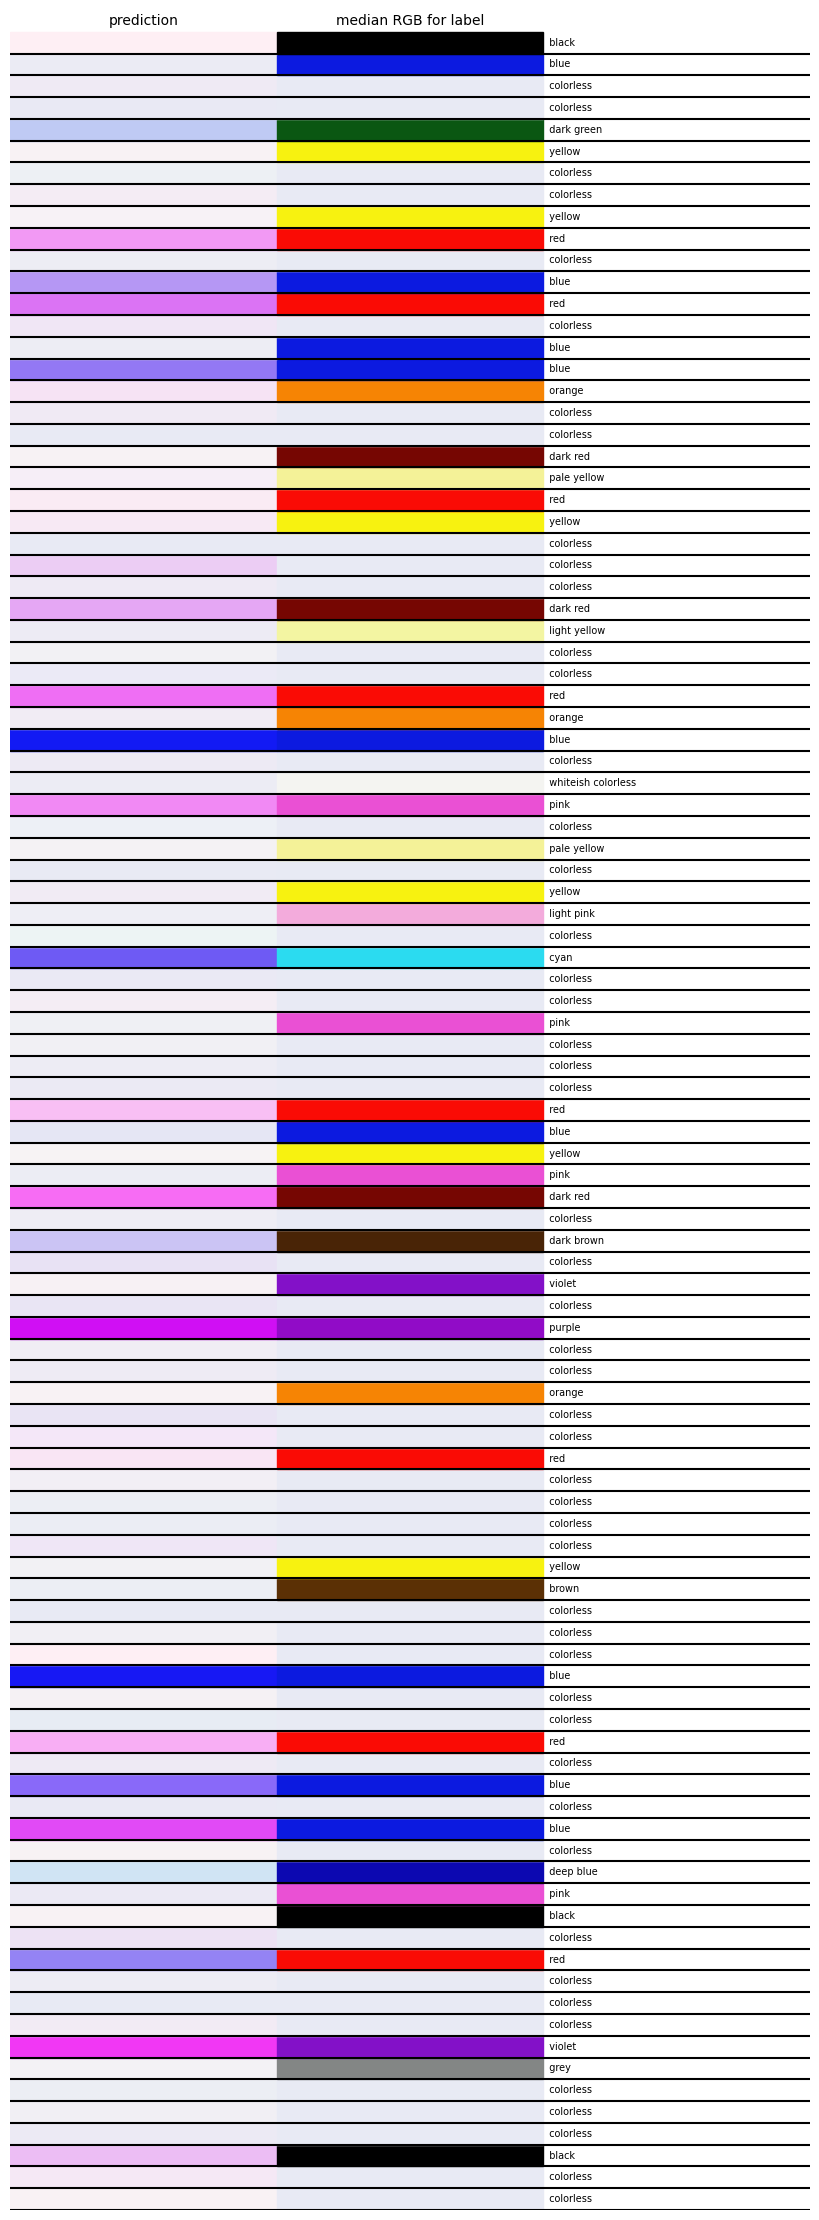 prediction median RGB for label
black
blue
colorless
colorless
dark green
yellow
colorless
colorless
yellow
red
colorless
blue
red
colorless
blue
blue
orange
colorless
colorless
dark red
pale yellow
red
yellow
colorless
colorless
colorless
dark red
light yellow
colorless
colorless
red
orange
blue
colorless
whiteish colorless
pink
colorless
pale yellow
colorless
yellow
light pink
colorless
cyan
colorless
colorless
pink
colorless
colorless
colorless
red
blue
yellow
pink
dark red
colorless
dark brown
colorless
violet
colorless
purple
colorless
colorless
orange
colorless
colorless
red
colorless
colorless
colorless
colorless
yellow
brown
colorless
colorless
colorless
blue
colorless
colorless
red
colorless
blue
colorless
blue
colorless
deep blue
pink
black
colorless
red
colorless
colorless
colorless
violet
grey
colorless
colorless
colorless
black
colorless
colorless